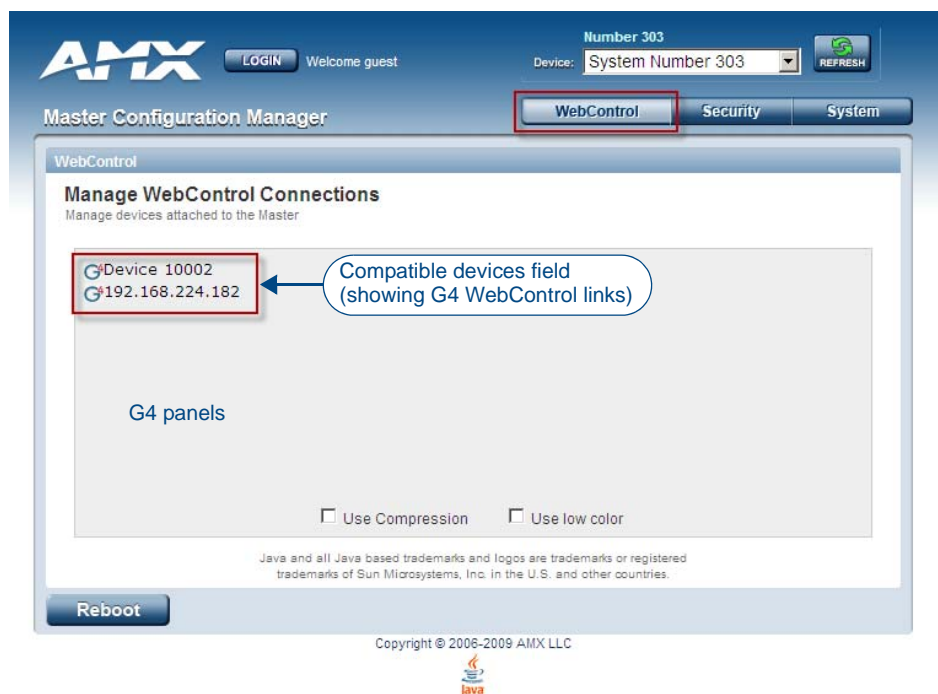 AMX
LOGIN
Welcome guest
Number 303
Device:
System Number 303
REFRESH
Master Configuration Manager
WebControl
Security
System
WebControl
Manage WebControl Connections
Manage devices attached to the Master
G4 Device 10002
G4 192.168.224.182
Compatible devices field
(showing G4 WebControl links)
G4 panels
Use Compression
Use low color
Java and all Java based trademarks and logos are trademarks or registered
trademarks of Sun Microsystems, Inc. in the U.S. and other countries.
Reboot
Copyright © 2006-2009 AMX LLC
Java